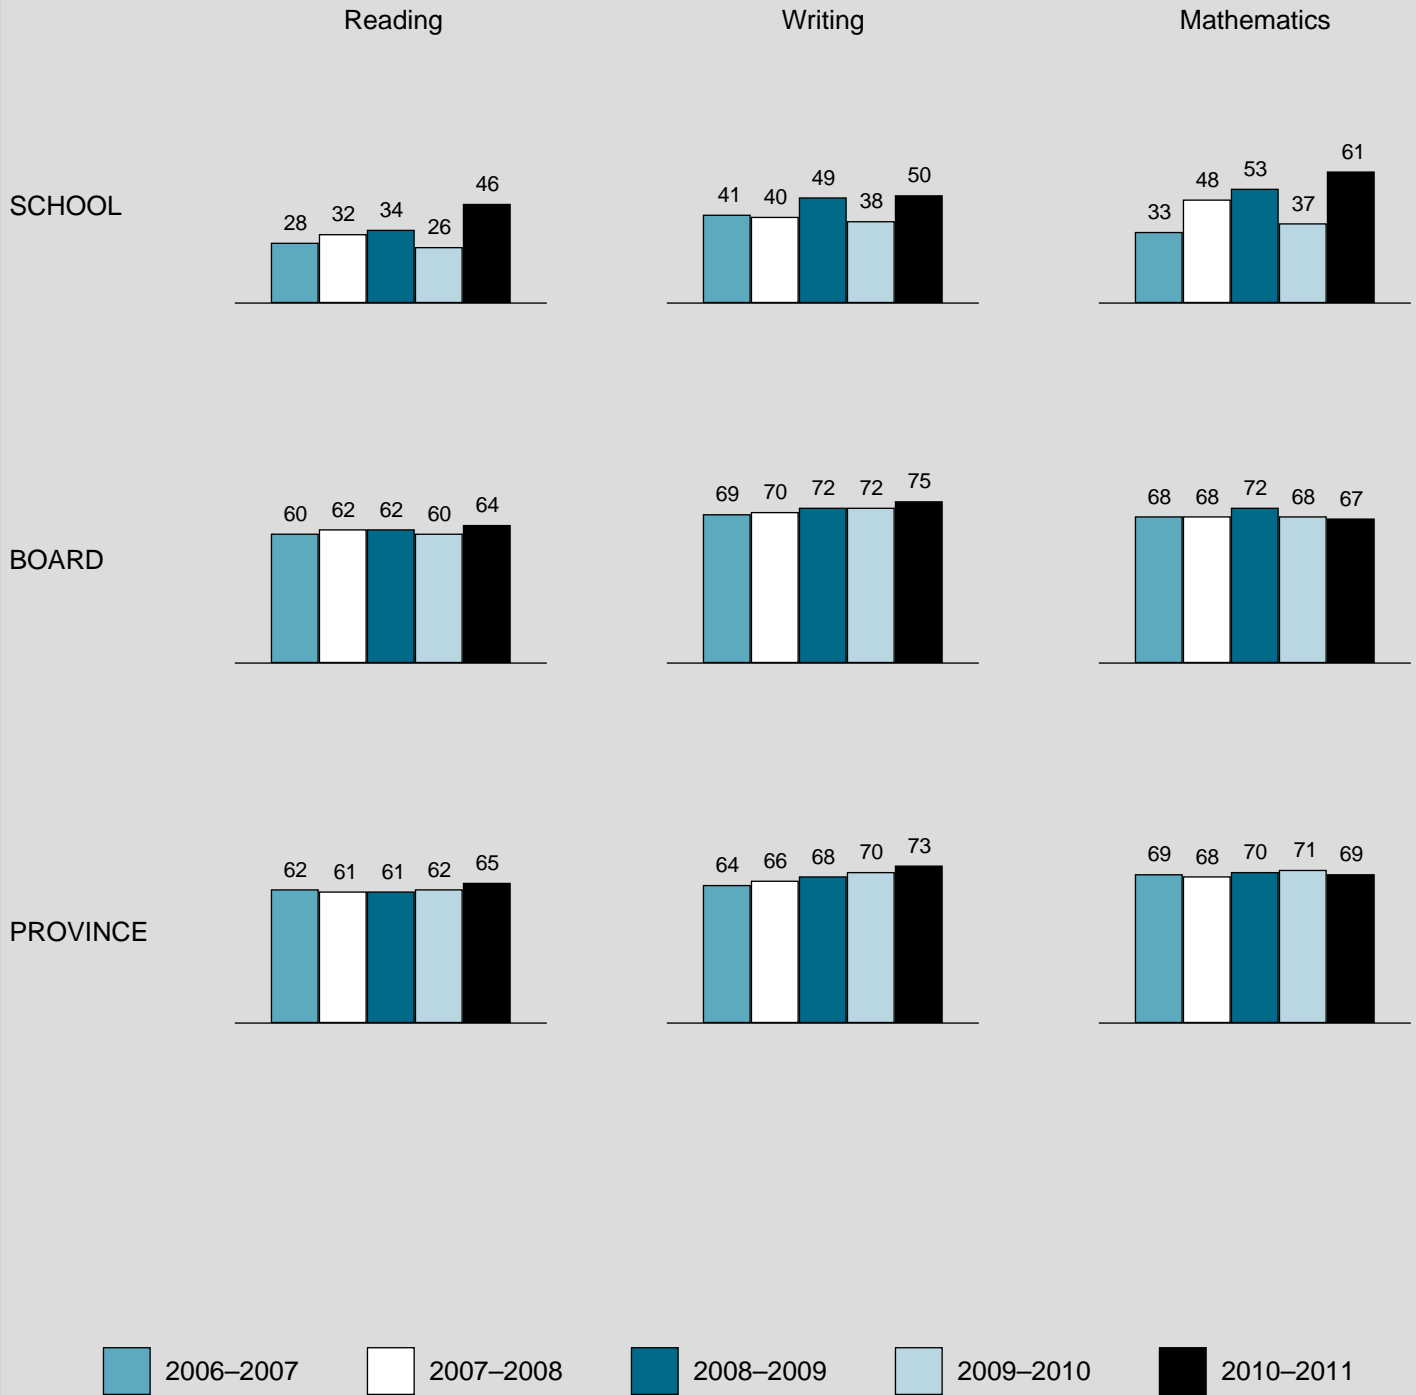 Reading Writing Mathematics
SCHOOL
28 32 34 26 46
41 40 49 38 50
33 48 53 37 61
BOARD
60 62 62 60 64
69 70 72 72 75
68 68 72 68 67
PROVINCE
62 61 61 62 65
64 66 68 70 73
69 68 70 71 69
2006–2007 2007–2008 2008–2009 2009–2010 2010–2011